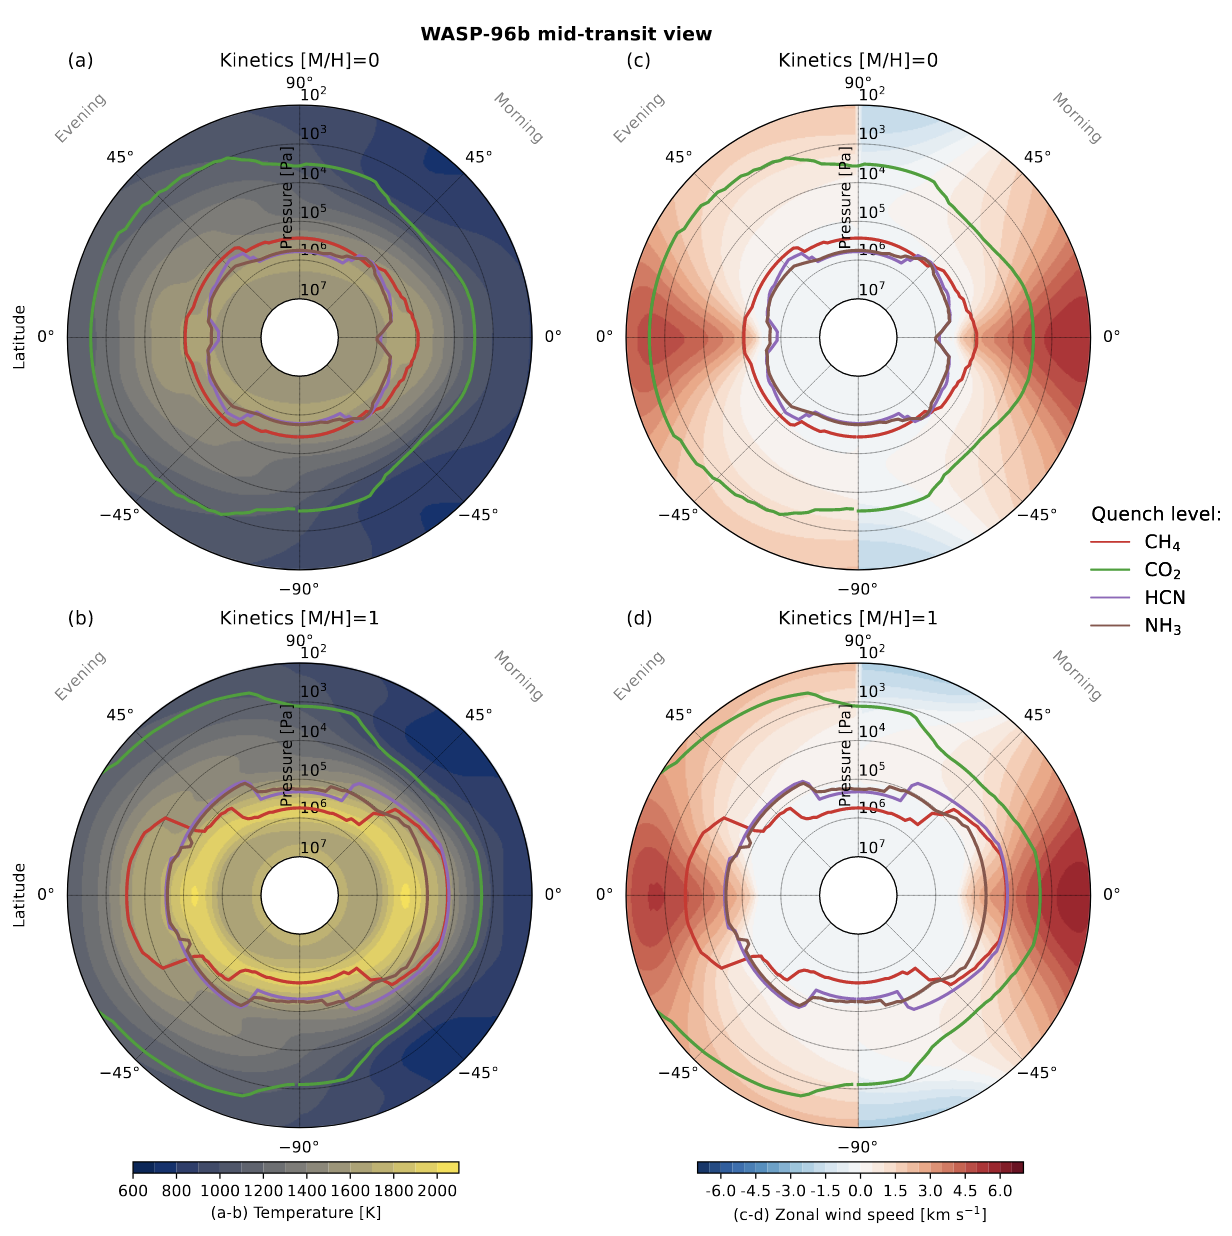 WASP-96b mid-transit view
(a)
Kinetics [M/H]=0
(c)
Kinetics [M/H]=0
Evening
90°
Morning
Evening
90°
Morning
10²
10³
10⁴
10⁵
10⁶
10⁷
Pressure [Pa]
10²
10³
10⁴
10⁵
10⁶
10⁷
Pressure [Pa]
45°
45°
45°
45°
Latitude
0°
0°
0°
0°
−45°
−45°
−45°
−45°
−90°
−90°
Quench level:
CH₄
CO₂
HCN
NH₃
(b)
Kinetics [M/H]=1
(d)
Kinetics [M/H]=1
Evening
90°
Morning
Evening
90°
Morning
10²
10³
10⁴
10⁵
10⁶
10⁷
Pressure [Pa]
10²
10³
10⁴
10⁵
10⁶
10⁷
Pressure [Pa]
45°
45°
45°
45°
Latitude
0°
0°
0°
0°
−45°
−45°
−45°
−45°
−90°
−90°
600 800 1000 1200 1400 1600 1800 2000
(a-b) Temperature [K]
-6.0 -4.5 -3.0 -1.5 0.0 1.5 3.0 4.5 6.0
(c-d) Zonal wind speed [km s⁻¹]